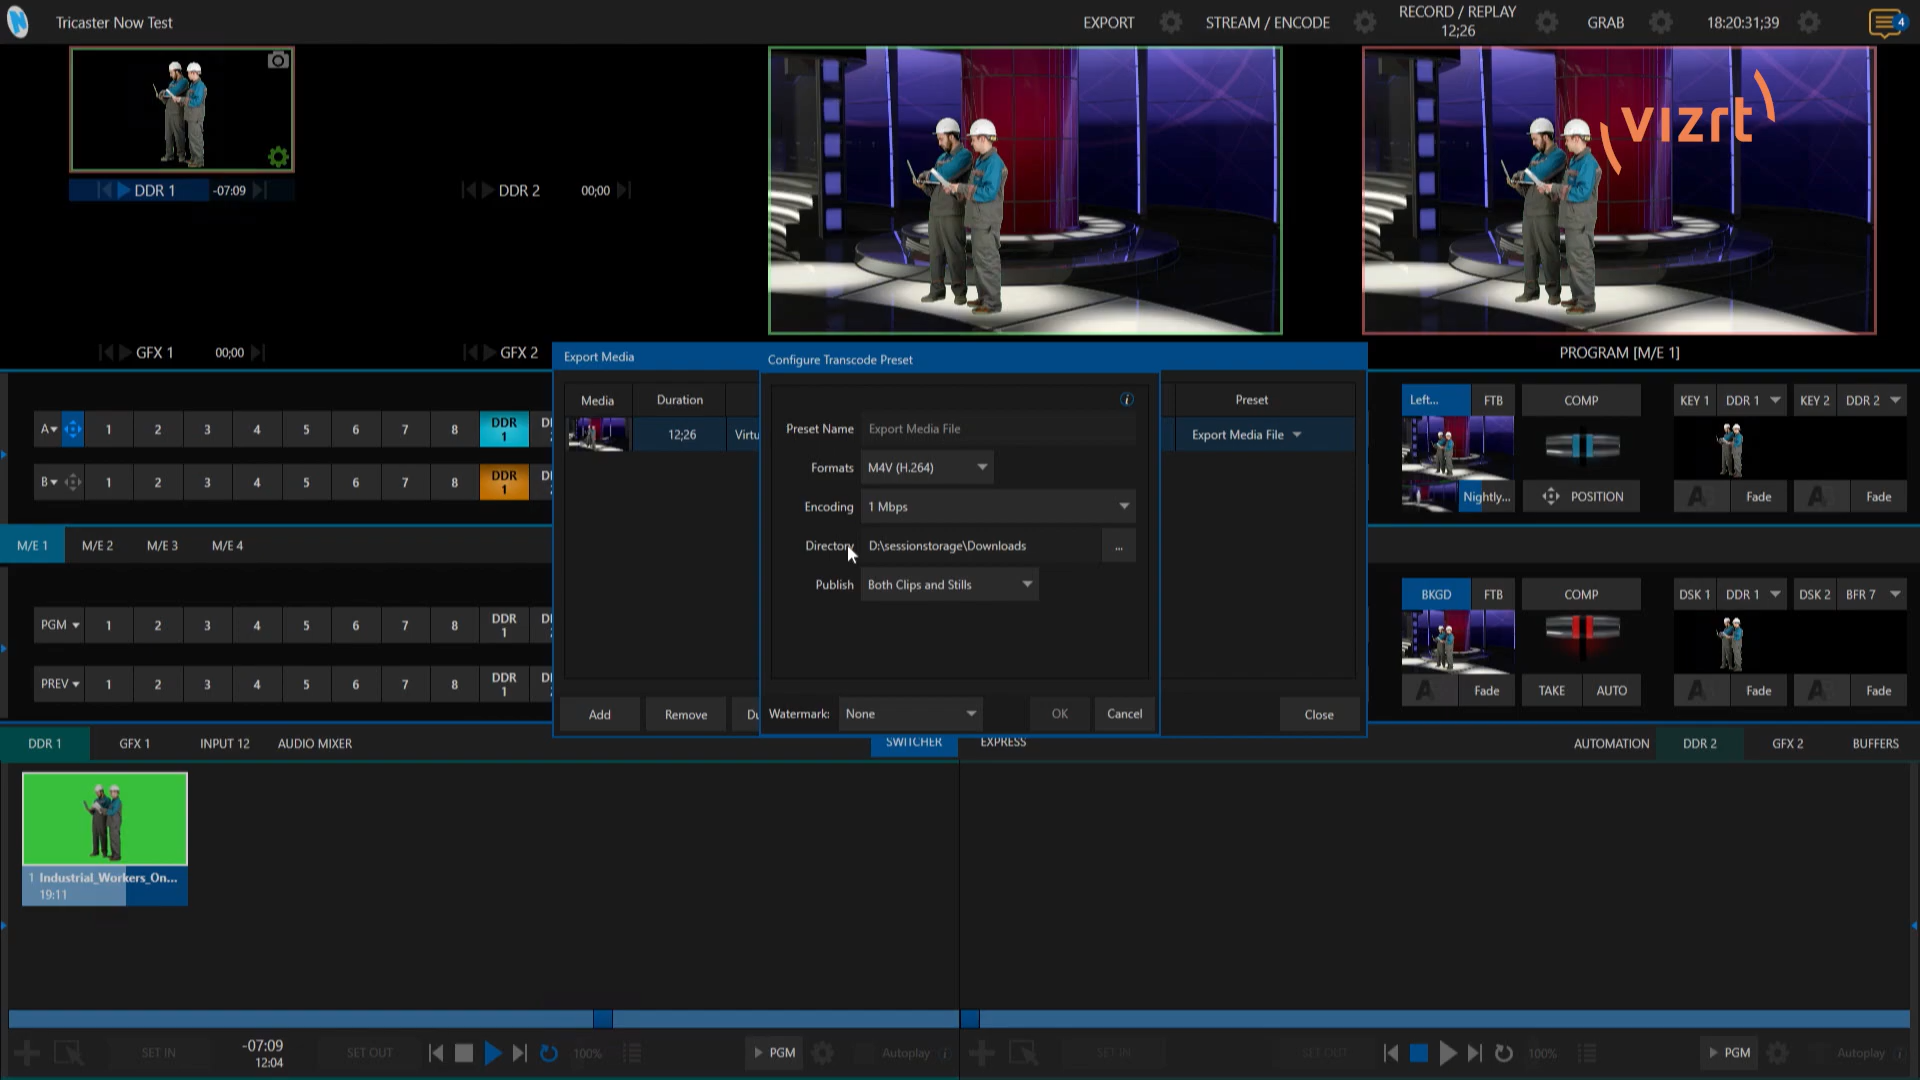 Tricaster Now Test
EXPORT
STREAM / ENCODE
RECORD / REPLAY
12;26
GRAB
18:20:31;39
4
vizrt
DDR 1
-07:09
DDR 2
00;00
GFX 1
00;00
GFX 2
PROGRAM [M/E 1]
Export Media
Configure Transcode Preset
Media
Duration
Preset
12;26
Virtu
Export Media File
Preset Name
Export Media File
Formats
M4V (H.264)
Encoding
1 Mbps
Directory
D:\sessionstorage\Downloads
...
Publish
Both Clips and Stills
Add
Remove
Du
Watermark:
None
OK
Cancel
Close
A
1 2 3 4 5 6 7 8 DDR 1
B
1 2 3 4 5 6 7 8 DDR 1
M/E 1
M/E 2
M/E 3
M/E 4
PGM
1 2 3 4 5 6 7 8 DDR 1
PREV
1 2 3 4 5 6 7 8 DDR 1
Left...
FTB
COMP
KEY 1
DDR 1
KEY 2
DDR 2
Nightly...
POSITION
Fade
Fade
BKGD
FTB
COMP
DSK 1
DDR 1
DSK 2
BFR 7
Fade
TAKE
AUTO
Fade
Fade
DDR 1
GFX 1
INPUT 12
AUDIO MIXER
SWITCHER
EXPRESS
AUTOMATION
DDR 2
GFX 2
BUFFERS
1 Industrial_Workers_On...
19:11
SET IN
-07:09
12:04
SET OUT
100%
PGM
Autoplay
SET IN
SET OUT
100%
PGM
Autoplay